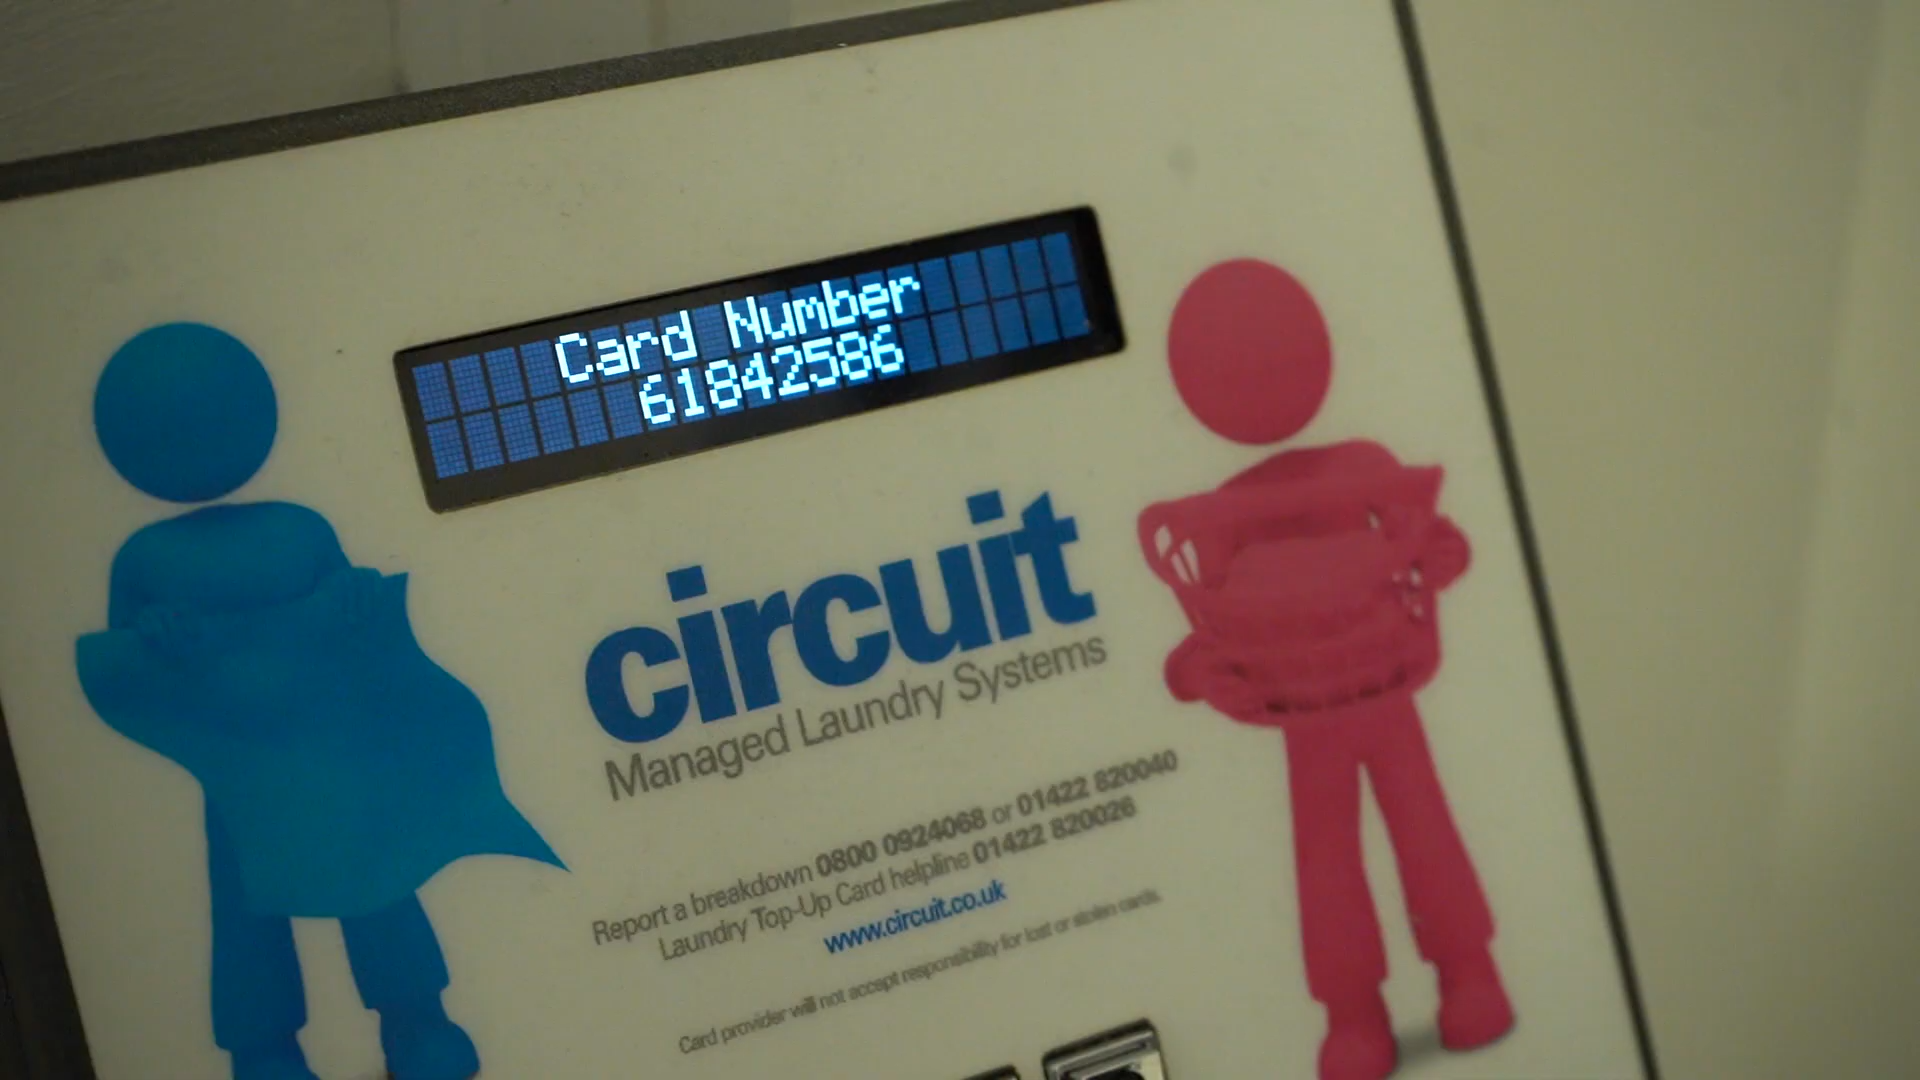 Card Number
61842586
circuit
Managed Laundry Systems
Report a breakdown 0800 0924068 or 01422 820040
Laundry Top-Up Card helpline 01422 820026
www.circuit.co.uk
Card provider will not accept responsibility for lost or stolen cards.